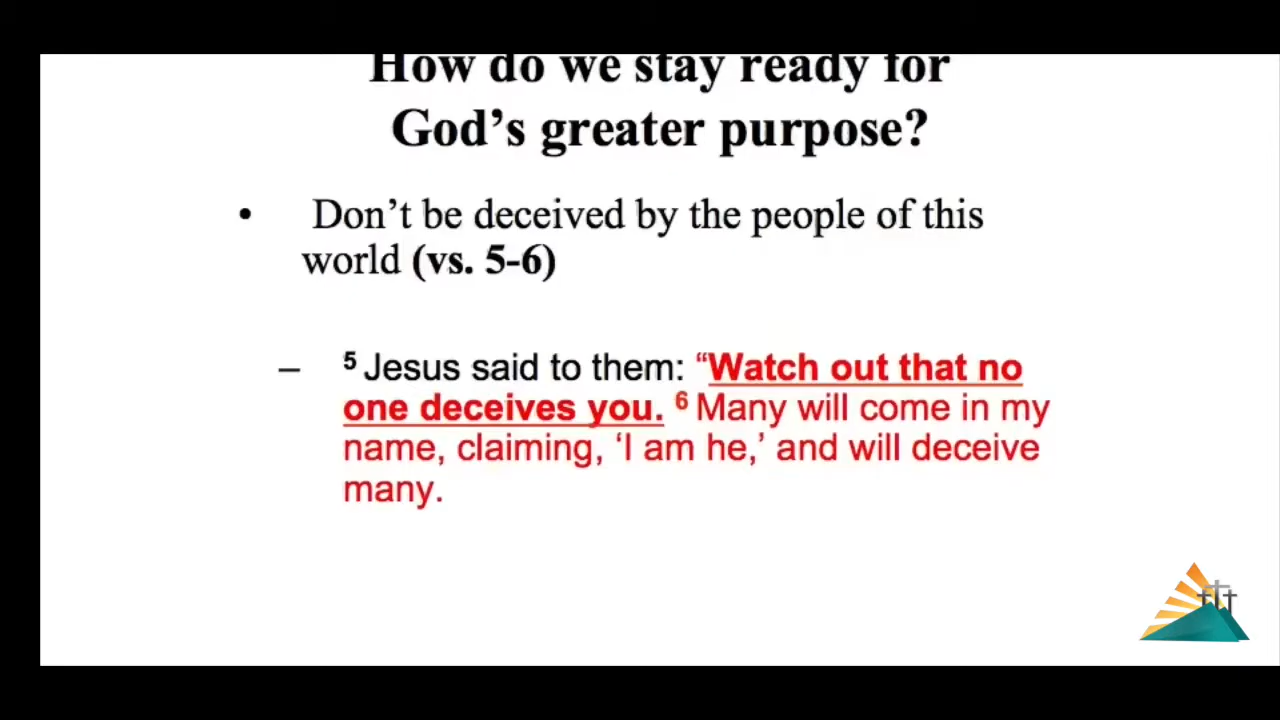 How do we stay ready for
God’s greater purpose?
• Don’t be deceived by the people of this
world (vs. 5-6)
– 5 Jesus said to them: “Watch out that no
one deceives you. 6 Many will come in my
name, claiming, ‘I am he,’ and will deceive
many.